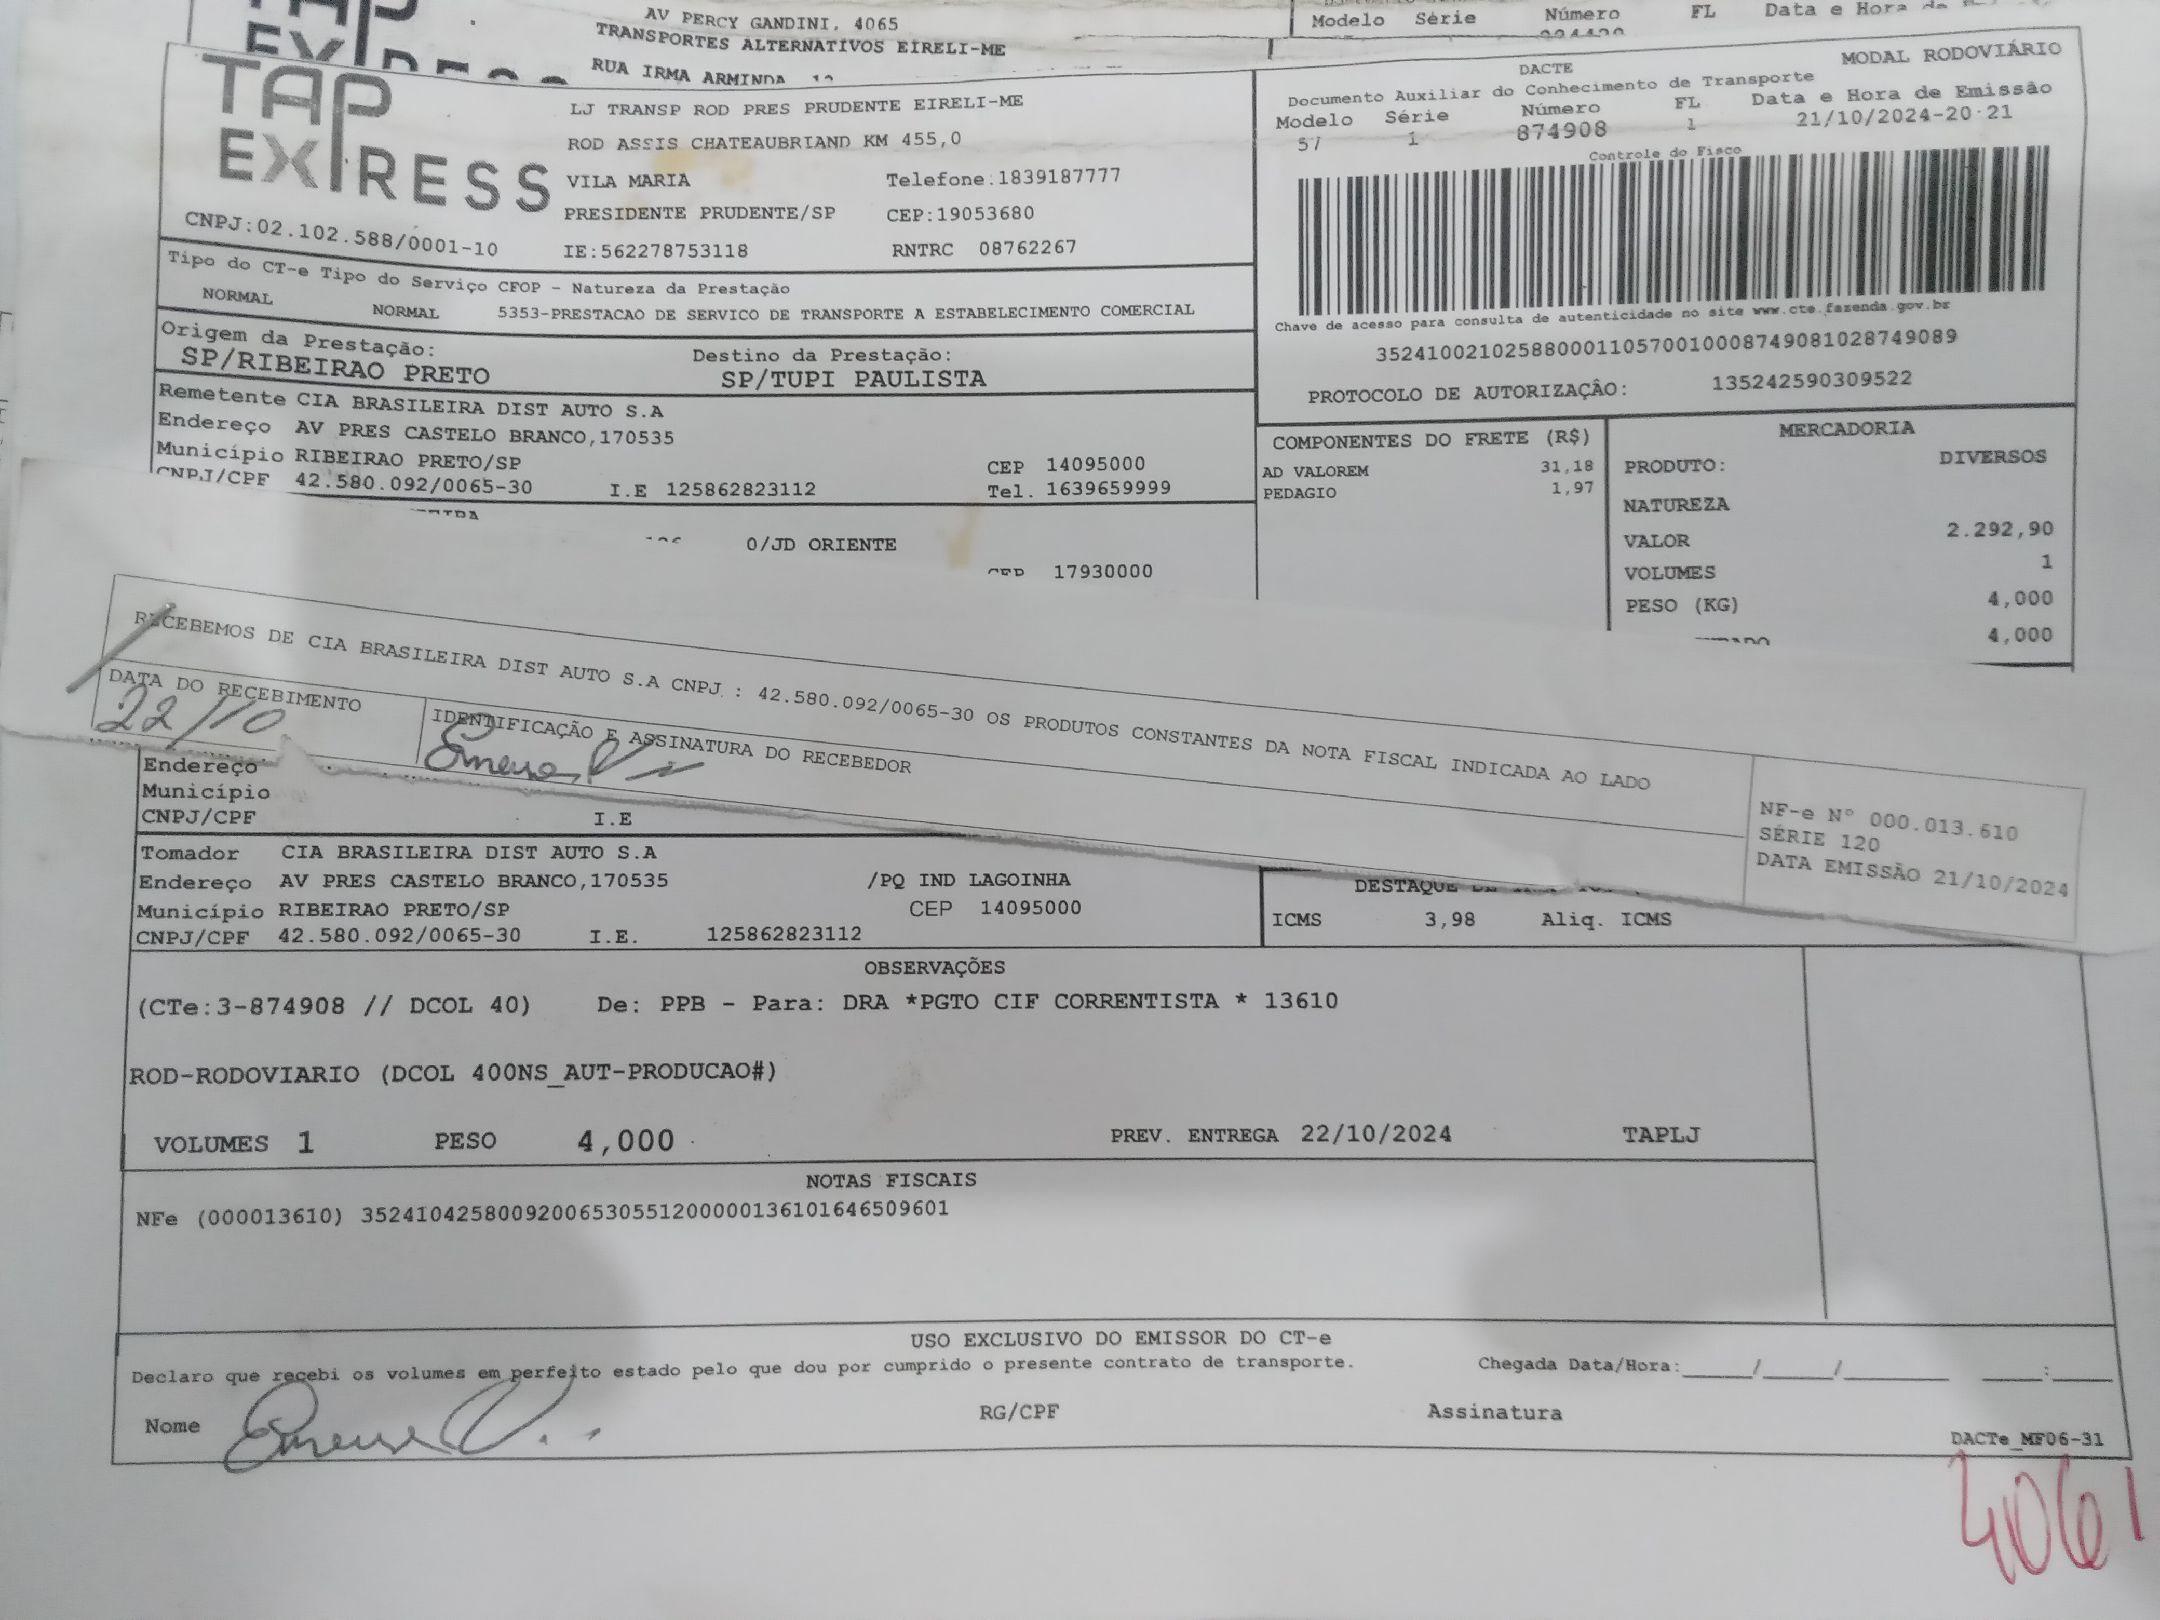 AV PERCY GANDINI, 4065
TRANSPORTES ALTERNATIVOS EIRELI-ME
RUA IRMA ARMINDA
Modelo Série Número FL Data e Hora de
TAP EXPRESS
LJ TRANSP ROD PRES PRUDENTE EIRELI-ME
ROD ASSIS CHATEAUBRIAND KM 455,0
VILA MARIA Telefone.1839187777
PRESIDENTE PRUDENTE/SP CEP:19053680
CNPJ:02.102.588/0001-10 IE:562278753118 RNTRC 08762267
DACTE MODAL RODOVIÁRIO
Documento Auxiliar do Conhecimento de Transporte
Modelo Série Número FL Data e Hora de Emissão
57 1 874908 1 21/10/2024-20:21
Controle do Fisco
Chave de acesso para consulta de autenticidade no site www.cte.fazenda.gov.br
35241002102588000110570010008749081028749089
PROTOCOLO DE AUTORIZAÇÂO: 135242590309522
Tipo do CT-e Tipo do Serviço CFOP - Natureza da Prestação
NORMAL NORMAL 5353-PRESTACAO DE SERVICO DE TRANSPORTE A ESTABELECIMENTO COMERCIAL
Origem da Prestação: Destino da Prestação:
SP/RIBEIRAO PRETO SP/TUPI PAULISTA
Remetente CIA BRASILEIRA DIST AUTO S.A
Endereço AV PRES CASTELO BRANCO,170535
Município RIBEIRAO PRETO/SP CEP 14095000
CNPJ/CPF 42.580.092/0065-30 I.E 125862823112 Tel. 1639659999
O/JD ORIENTE
CEP 17930000
COMPONENTES DO FRETE (R$)
AD VALOREM 31,18
PEDAGIO 1,97
MERCADORIA
PRODUTO: DIVERSOS
NATUREZA
VALOR 2.292,90
VOLUMES 1
PESO (KG) 4,000
4,000
RECEBEMOS DE CIA BRASILEIRA DIST AUTO S.A CNPJ : 42.580.092/0065-30 OS PRODUTOS CONSTANTES DA NOTA FISCAL INDICADA AO LADO
DATA DO RECEBIMENTO IDENTIFICAÇÃO E ASSINATURA DO RECEBEDOR
22/10
NF-e N° 000.013.610
SÉRIE 120
DATA EMISSÃO 21/10/2024
Endereço
Município
CNPJ/CPF I.E
Tomador CIA BRASILEIRA DIST AUTO S.A
Endereço AV PRES CASTELO BRANCO,170535 /PQ IND LAGOINHA
Município RIBEIRAO PRETO/SP CEP 14095000
CNPJ/CPF 42.580.092/0065-30 I.E. 125862823112
DESTAQUE
ICMS 3,98 Aliq. ICMS
OBSERVAÇÕES
(CTe:3-874908 // DCOL 40) De: PPB - Para: DRA *PGTO CIF CORRENTISTA * 13610
ROD-RODOVIARIO (DCOL 400NS_AUT-PRODUCAO#)
VOLUMES 1 PESO 4,000 PREV. ENTREGA 22/10/2024 TAPLJ
NOTAS FISCAIS
NFe (000013610) 35241042580092006530551200000136101646509601
USO EXCLUSIVO DO EMISSOR DO CT-e
Declaro que recebi os volumes em perfeito estado pelo que dou por cumprido o presente contrato de transporte. Chegada Data/Hora:_____/_____/_______ ____:____
Nome RG/CPF Assinatura
DACTe_MF06-31
4061